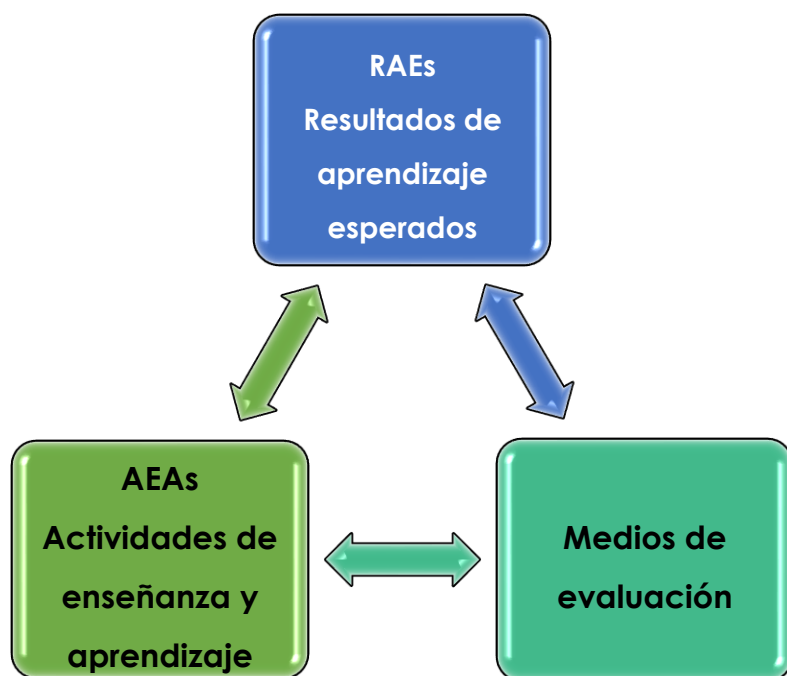 RAEs
Resultados de
aprendizaje
esperados
AEAs
Actividades de
enseñanza y
aprendizaje
Medios de
evaluación